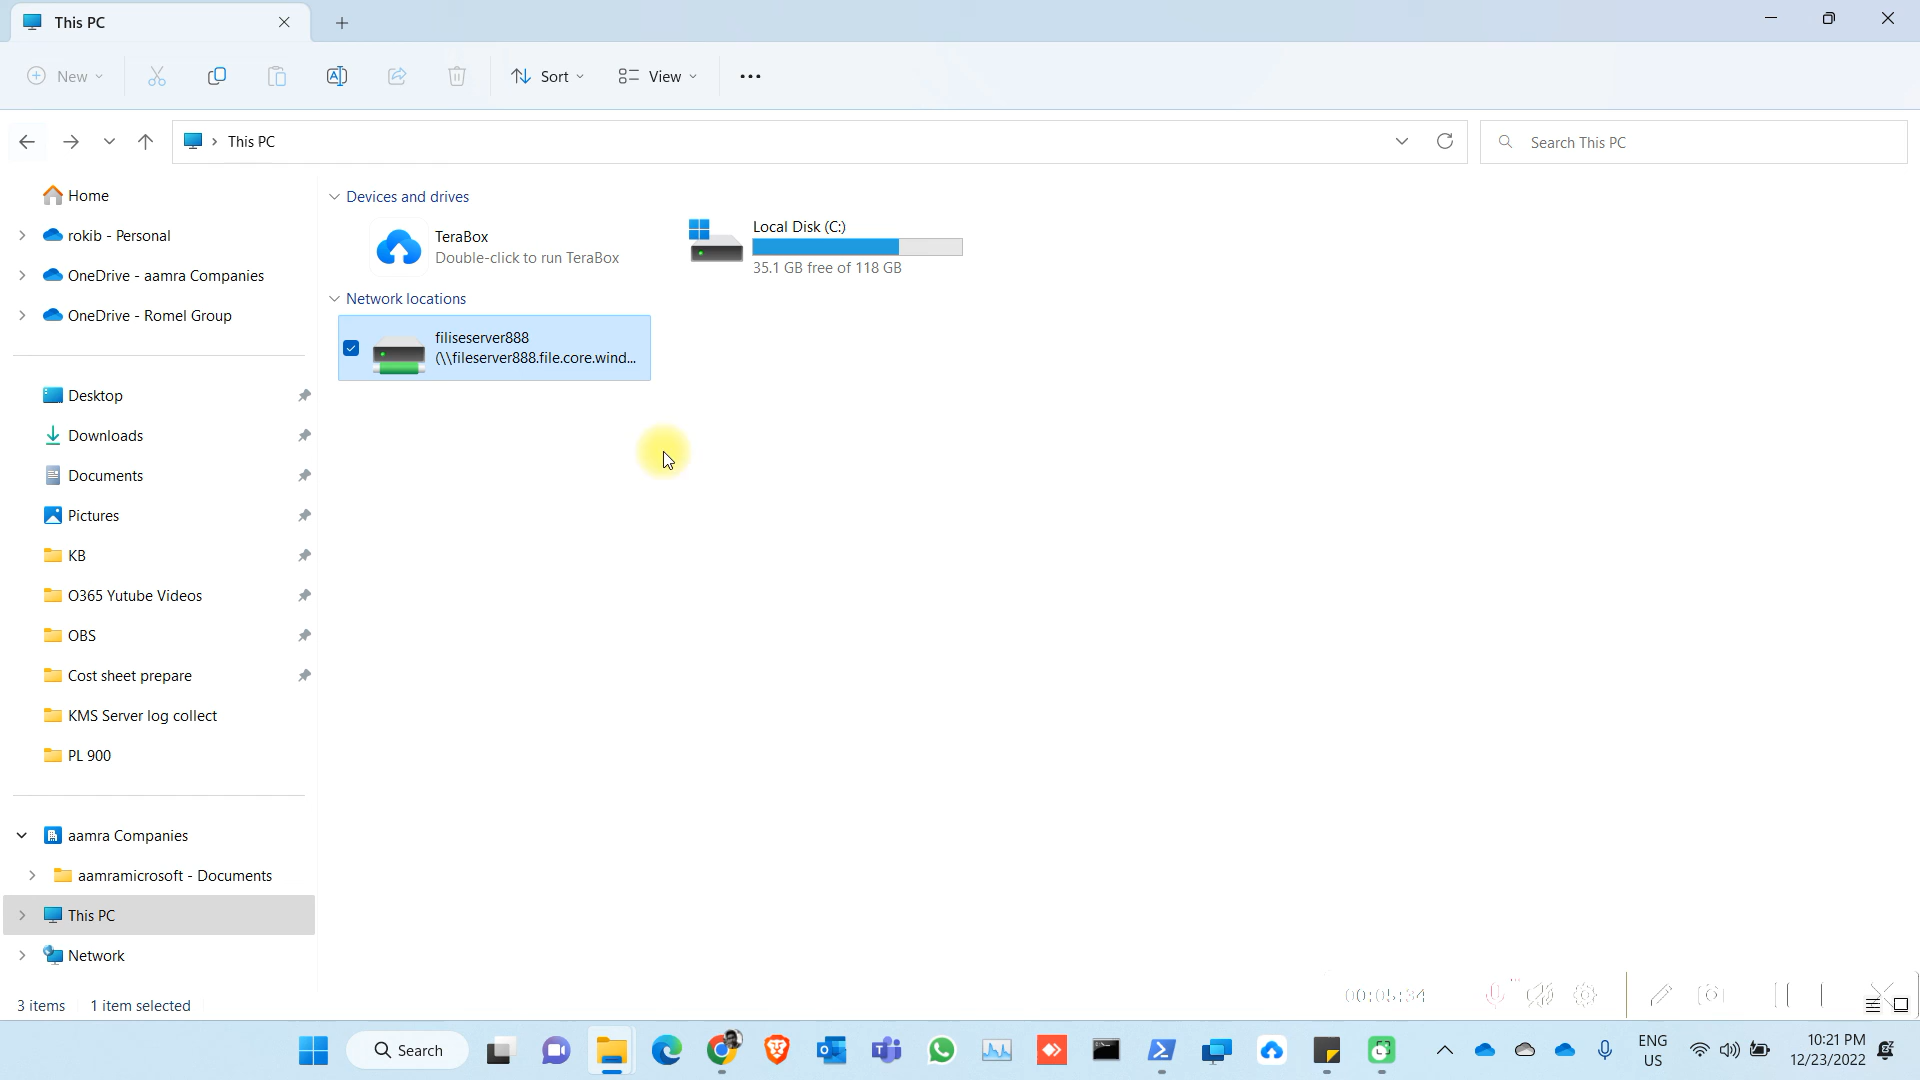 This PC
New
Sort
View
This PC
Search This PC
Home
rokib - Personal
OneDrive - aamra Companies
OneDrive - Romel Group
Desktop
Downloads
Documents
Pictures
KB
O365 Yutube Videos
OBS
Cost sheet prepare
KMS Server log collect
PL 900
aamra Companies
aamramicrosoft - Documents
This PC
Network
Devices and drives
TeraBox
Double-click to run TeraBox
Local Disk (C:)
35.1 GB free of 118 GB
Network locations
filiseserver888
(\\fileserver888.file.core.wind...
3 items
1 item selected
00:05:34
Search
ENG
US
10:21 PM
12/23/2022